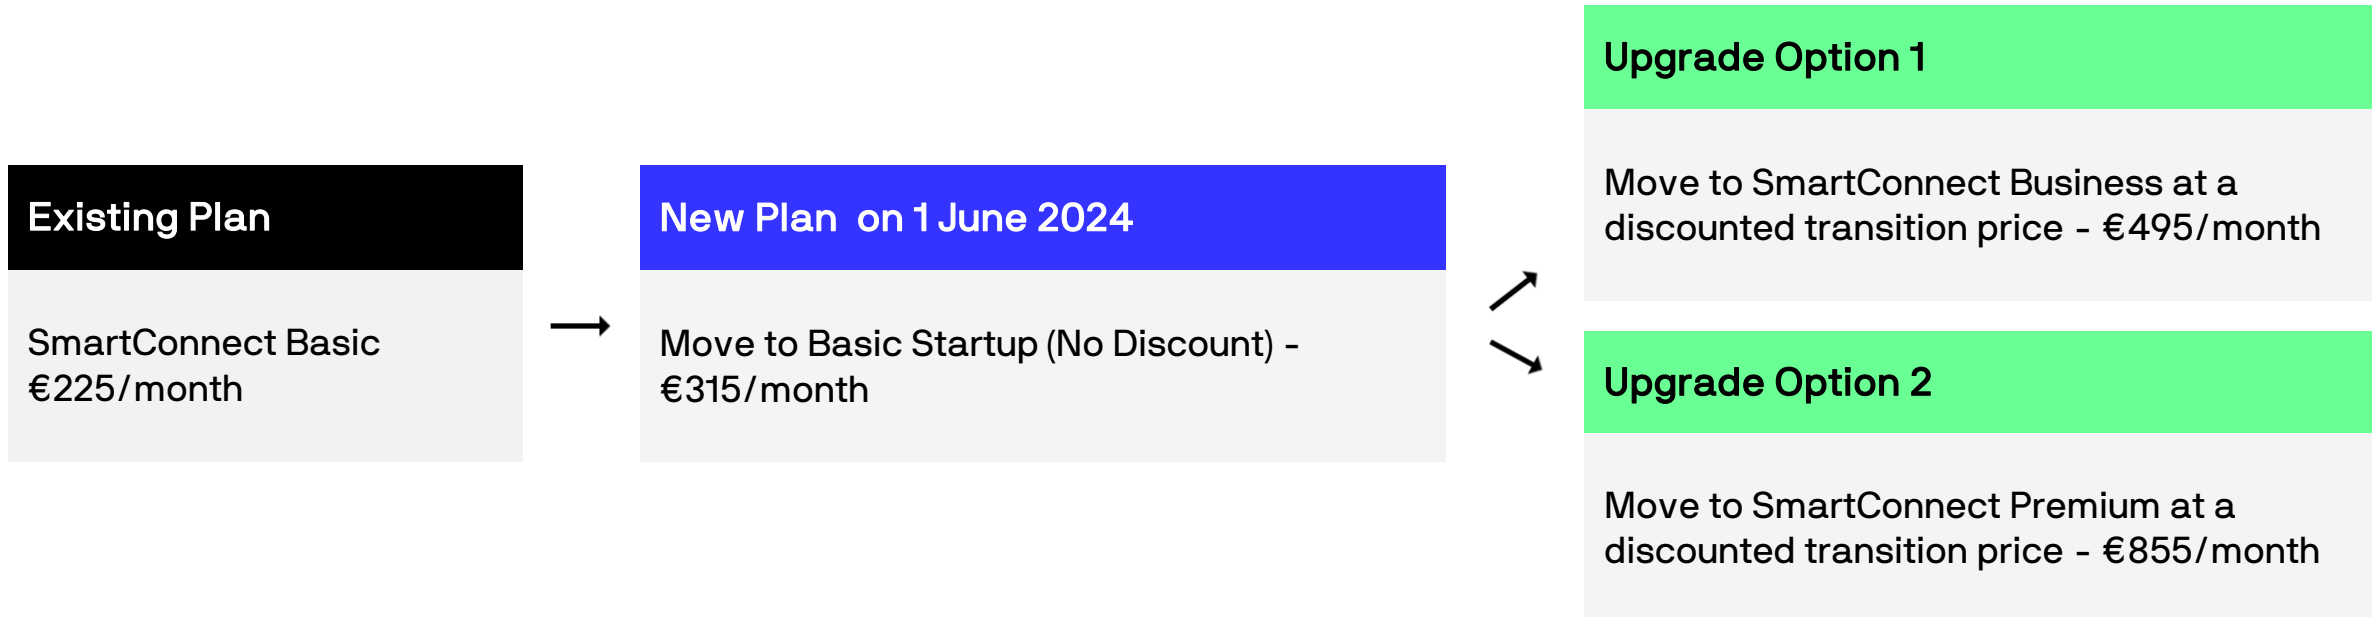 Existing Plan
SmartConnect Basic
€225/month
New Plan  on 1 June 2024
Move to Basic Startup (No Discount) -
€315/month
Upgrade Option 1
Move to SmartConnect Business at a
discounted transition price - €495/month
Upgrade Option 2
Move to SmartConnect Premium at a
discounted transition price - €855/month